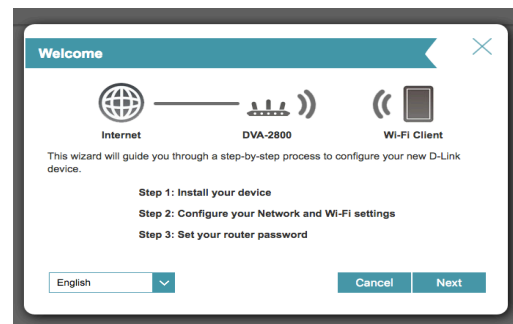 Welcome
Internet
DVA-2800
Wi-Fi Client
This wizard will guide you through a step-by-step process to configure your new D-Link
device.
Step 1: Install your device
Step 2: Configure your Network and Wi-Fi settings
Step 3: Set your router password
English
Cancel
Next